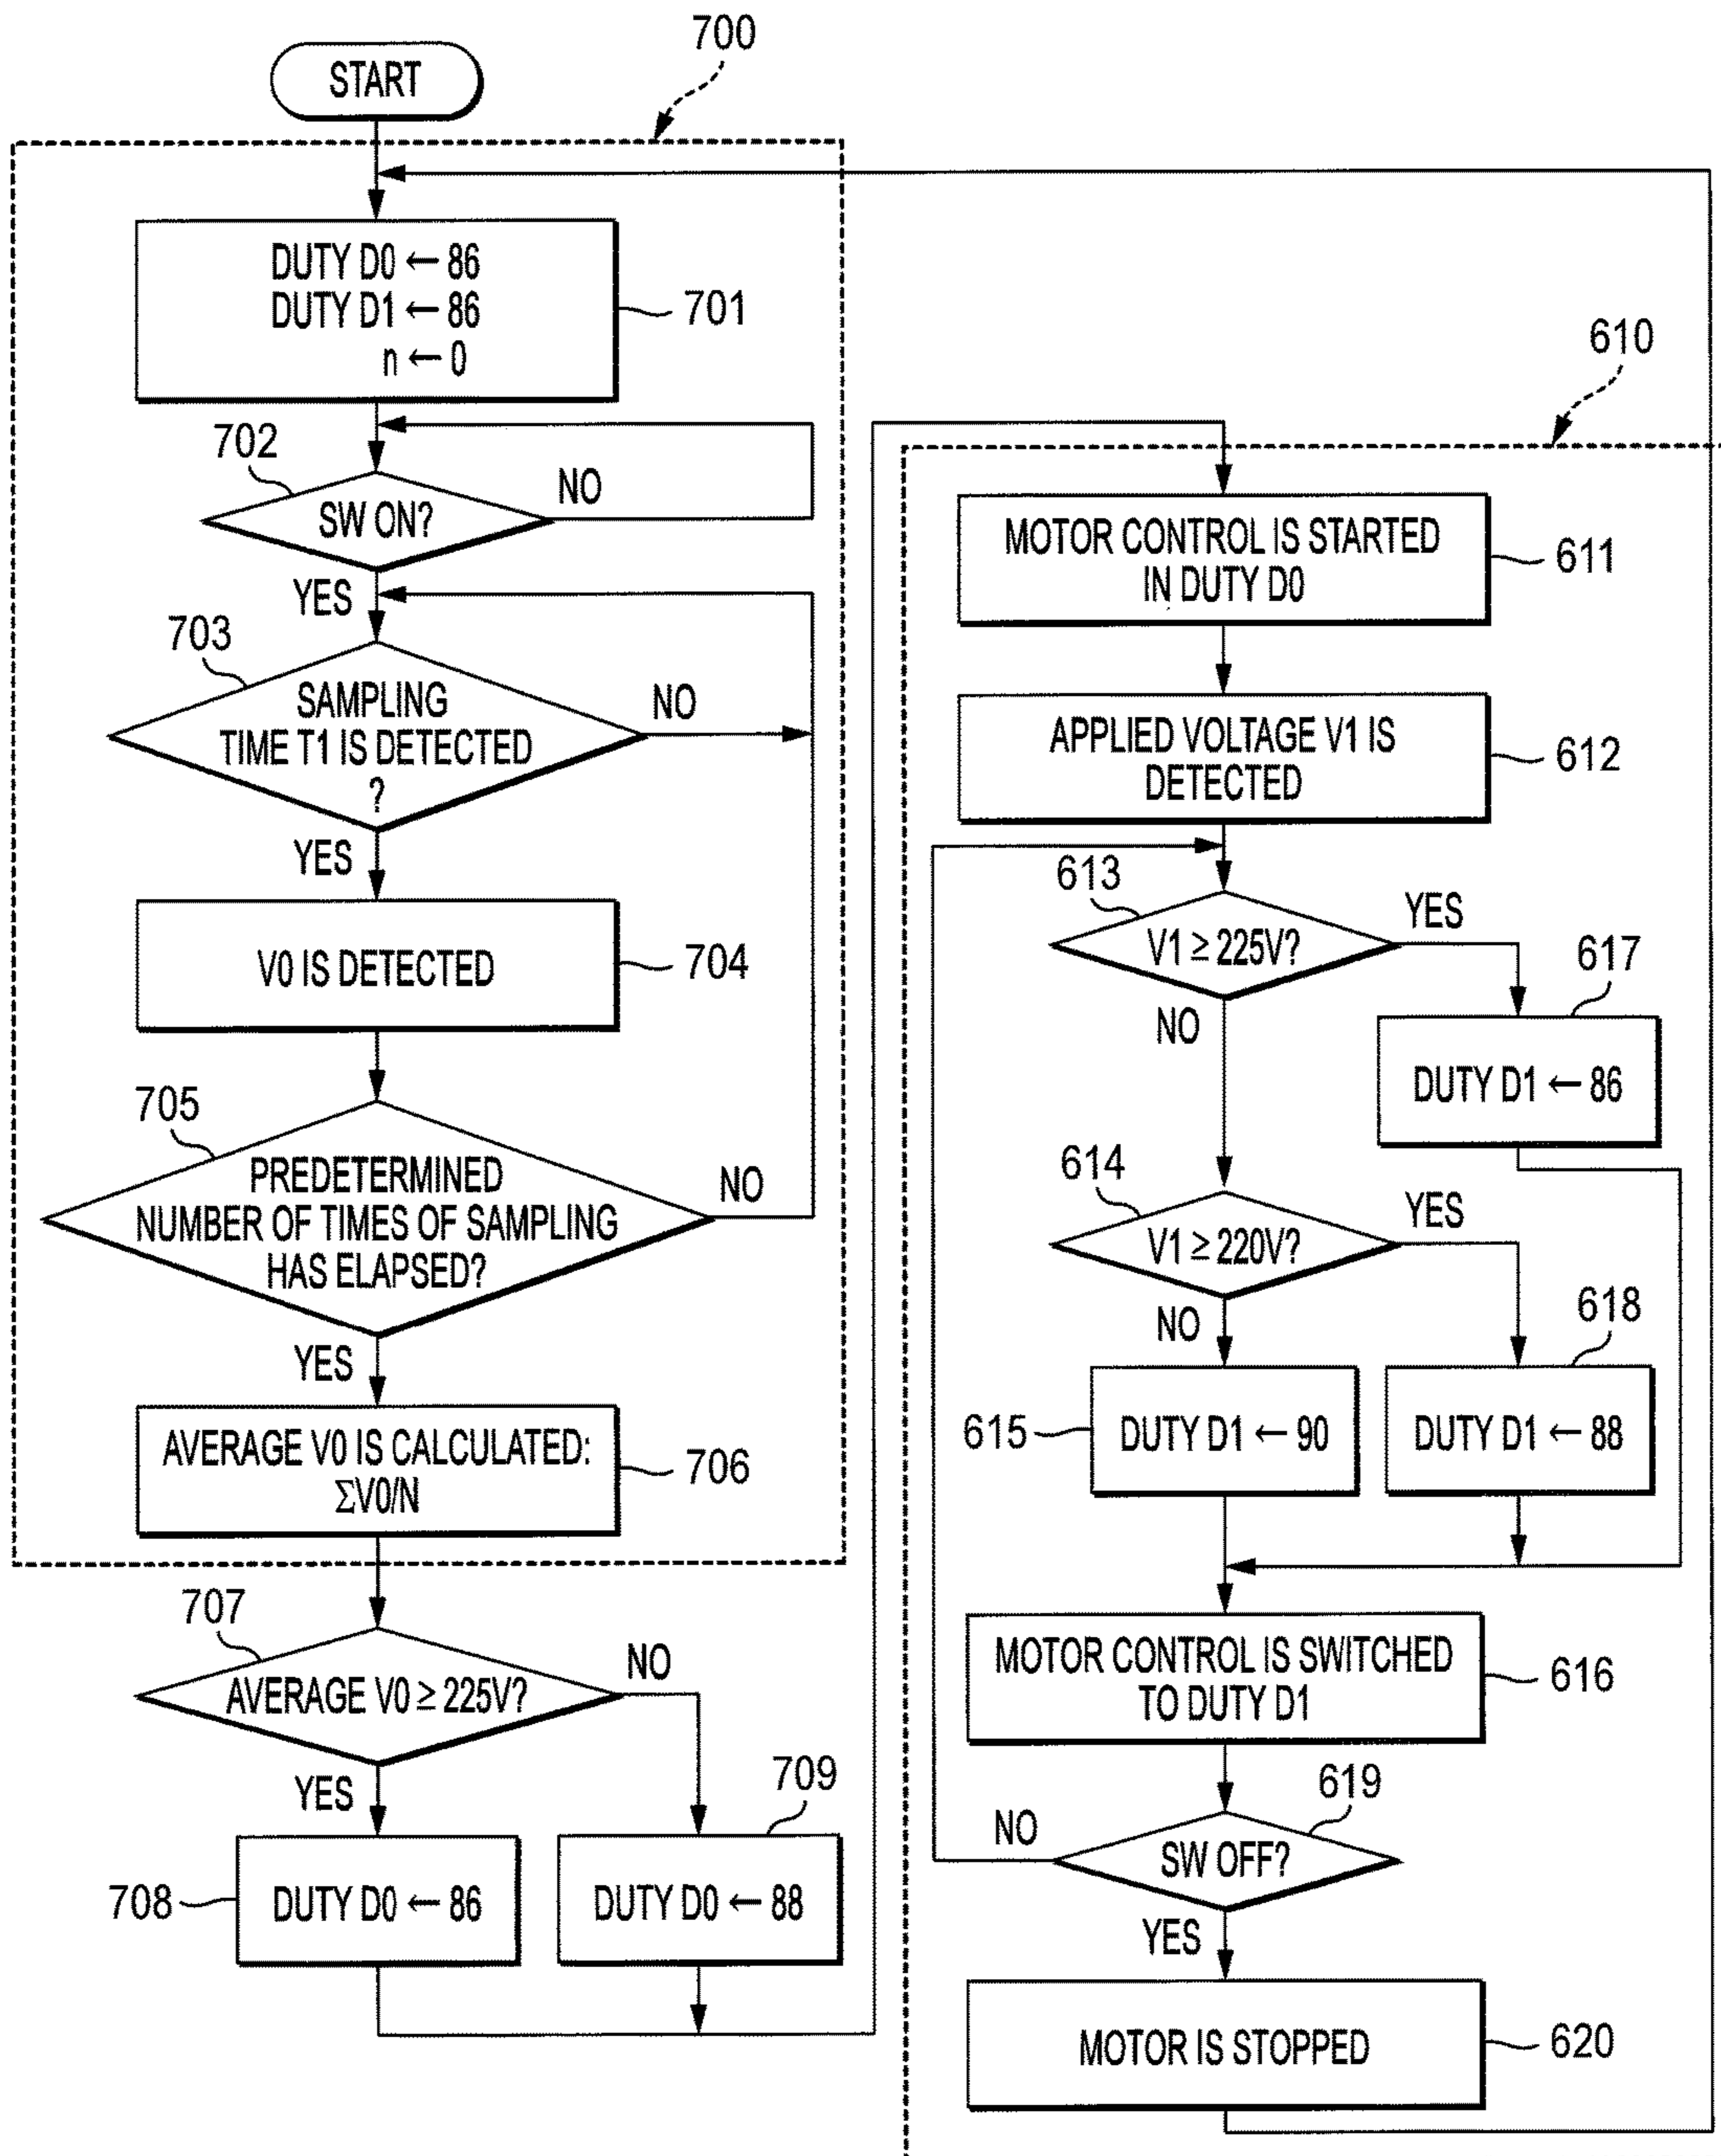 700
START
DUTY D0 ← 86
DUTY D1 ← 86
n ← 0
701
702
SW ON?
NO
YES
703
SAMPLING
TIME T1 IS DETECTED
?
NO
YES
V0 IS DETECTED
704
705
PREDETERMINED
NUMBER OF TIMES OF SAMPLING
HAS ELAPSED?
NO
YES
AVERAGE V0 IS CALCULATED:
ΣV0/N
706
707
AVERAGE V0 ≥ 225V?
NO
YES
709
708
DUTY D0 ← 86
DUTY D0 ← 88
610
MOTOR CONTROL IS STARTED
IN DUTY D0
611
APPLIED VOLTAGE V1 IS
DETECTED
612
613
V1 ≥ 225V?
YES
NO
617
DUTY D1 ← 86
614
V1 ≥ 220V?
YES
NO
618
615
DUTY D1 ← 90
DUTY D1 ← 88
MOTOR CONTROL IS SWITCHED
TO DUTY D1
616
619
SW OFF?
NO
YES
MOTOR IS STOPPED
620